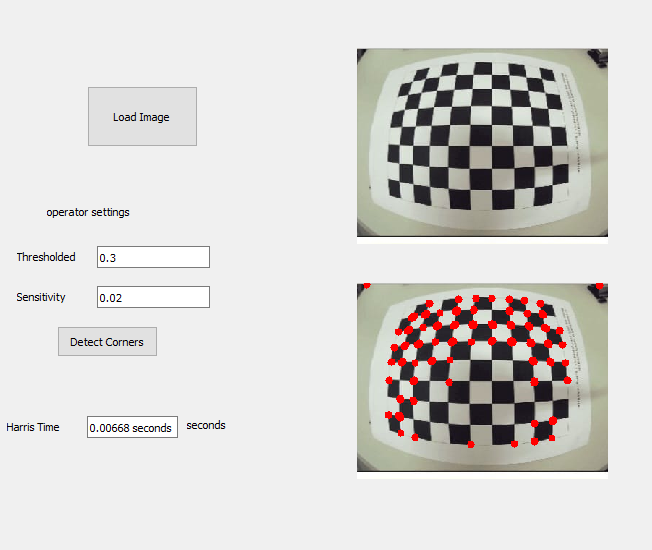 Load Image
operator settings
Thresholded 0.3
Sensitivity 0.02
Detect Corners
Harris Time 0.00668 seconds seconds